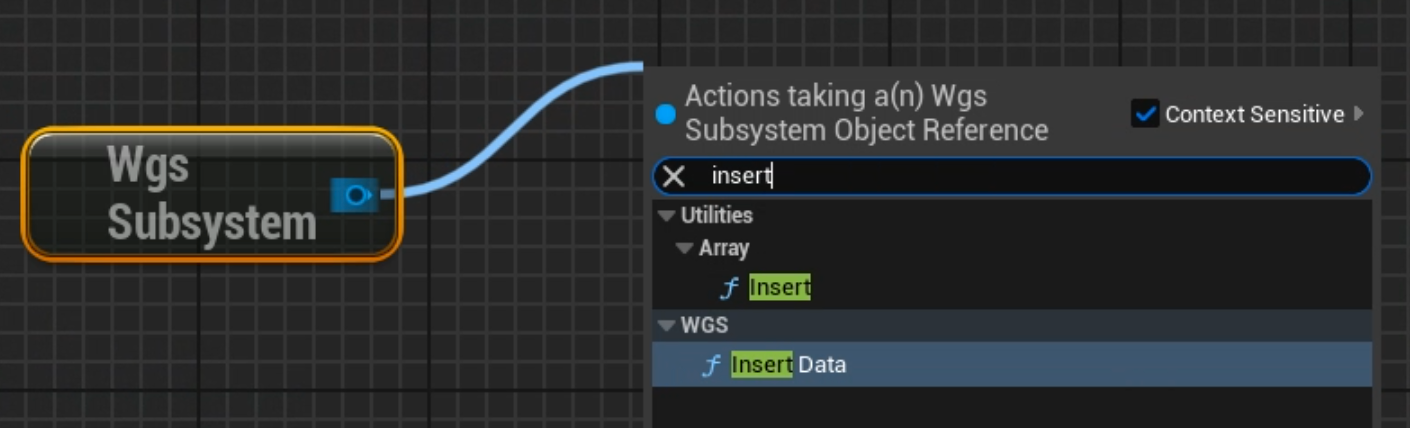 Wgs
Subsystem
Actions taking a(n) Wgs
Subsystem Object Reference
Context Sensitive
insert
Utilities
Array
Insert
WGS
Insert Data